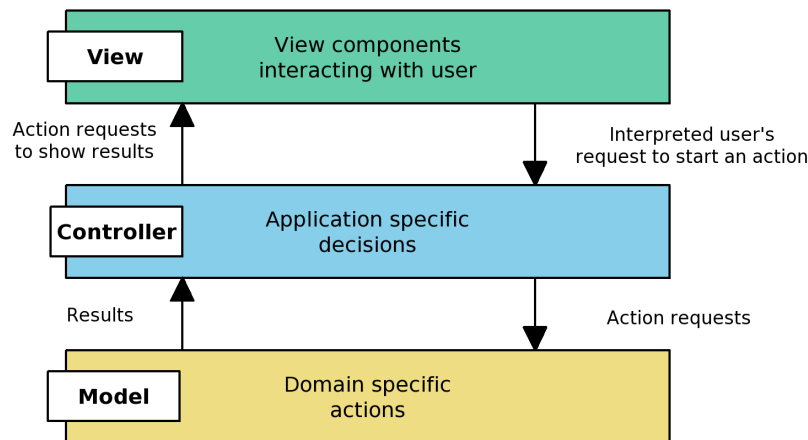 View
View components
interacting with user
Action requests
to show results
Interpreted user's
request to start an action
Controller
Application specific
decisions
Results
Action requests
Model
Domain specific
actions